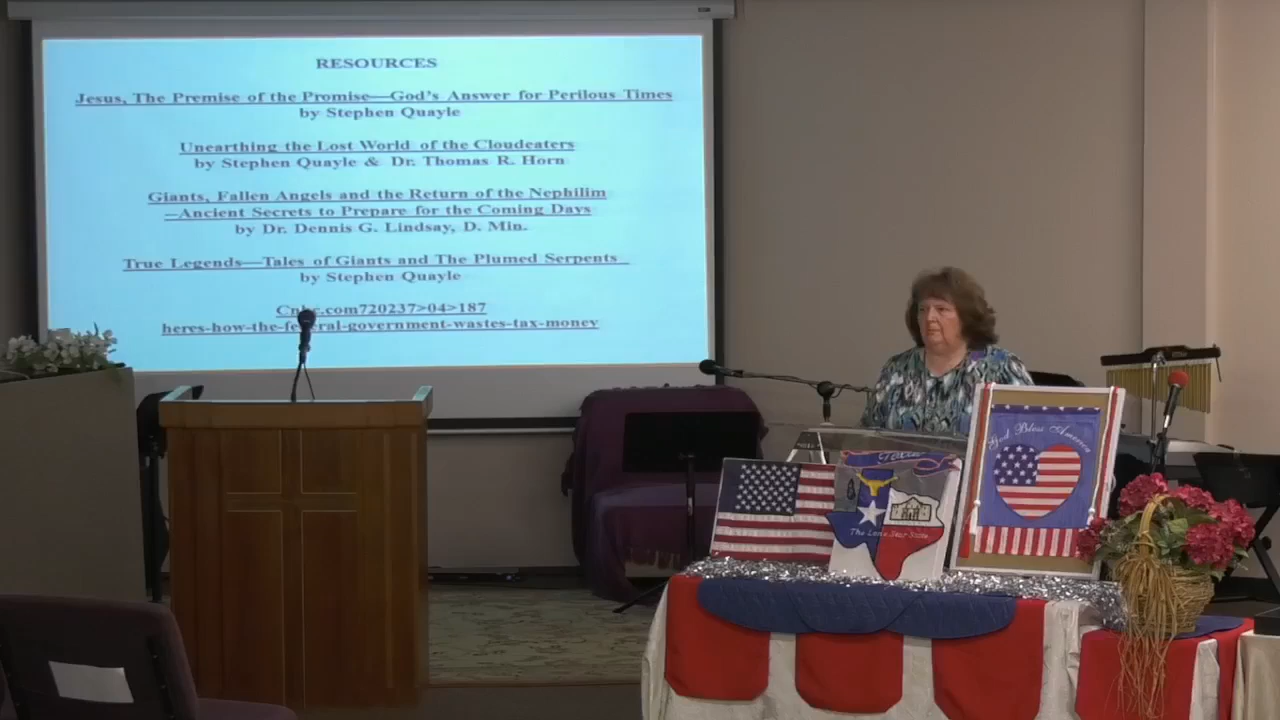 RESOURCES
Jesus, The Premise of the Promise—God's Answer for Perilous Times
by Stephen Quayle
Unearthing the Lost World of the Cloudeaters
by Stephen Quayle & Dr. Thomas R. Horn
Giants, Fallen Angels and the Return of the Nephilim
—Ancient Secrets to Prepare for the Coming Days
by Dr. Dennis G. Lindsay, D. Min.
True Legends—Tales of Giants and The Plumed Serpents
by Stephen Quayle
.com720237>04>187
heres-how-the-federal-government-wastes-tax-money
God Bless America
Texas
The Lone Star State